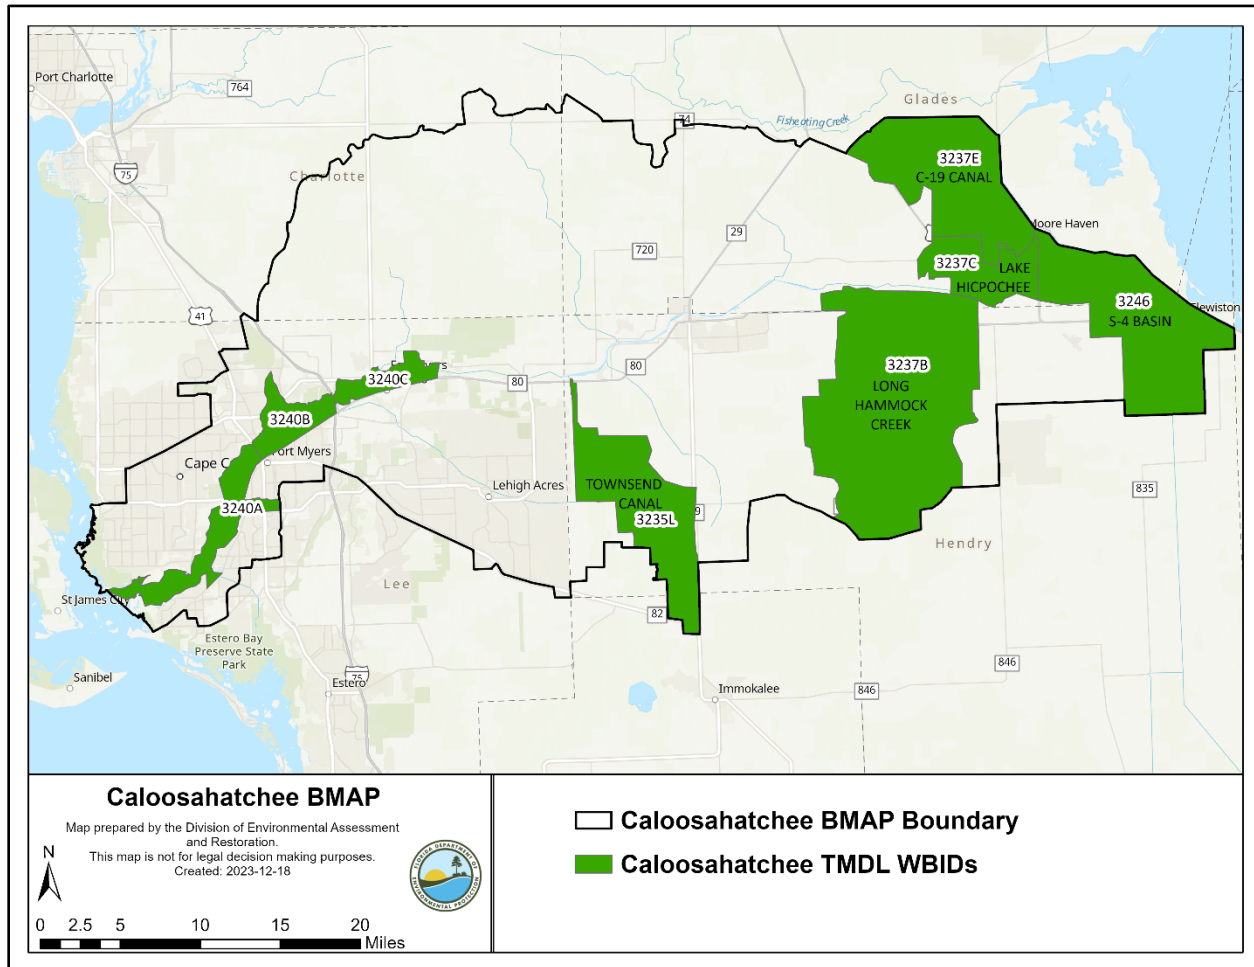 Port Charlotte
764
Glades
74
Fisheating Creek
3237E
C-19 CANAL
75
Charlotte
Moore Haven
29
720
3237C
LAKE
HICPOCHEE
3246
S-4 BASIN
41
3237B
LONG
HAMMOCK
CREEK
80
3240C
80
3240B
Fort Myers
Lehigh Acres
TOWNSEND
CANAL
3235L
835
3240A
Hendry
Lee
St James City
82
Estero Bay
Preserve State
Park
846
Sanibel
75
Estero
Immokalee
846
Caloosahatchee BMAP
Map prepared by the Division of Environmental Assessment
and Restoration.
This map is not for legal decision making purposes.
Created: 2023-12-18
N
0 2.5 5 10 15 20
Miles
FLORIDA DEPARTMENT OF
ENVIRONMENTAL PROTECTION
Caloosahatchee BMAP Boundary
Caloosahatchee TMDL WBIDs